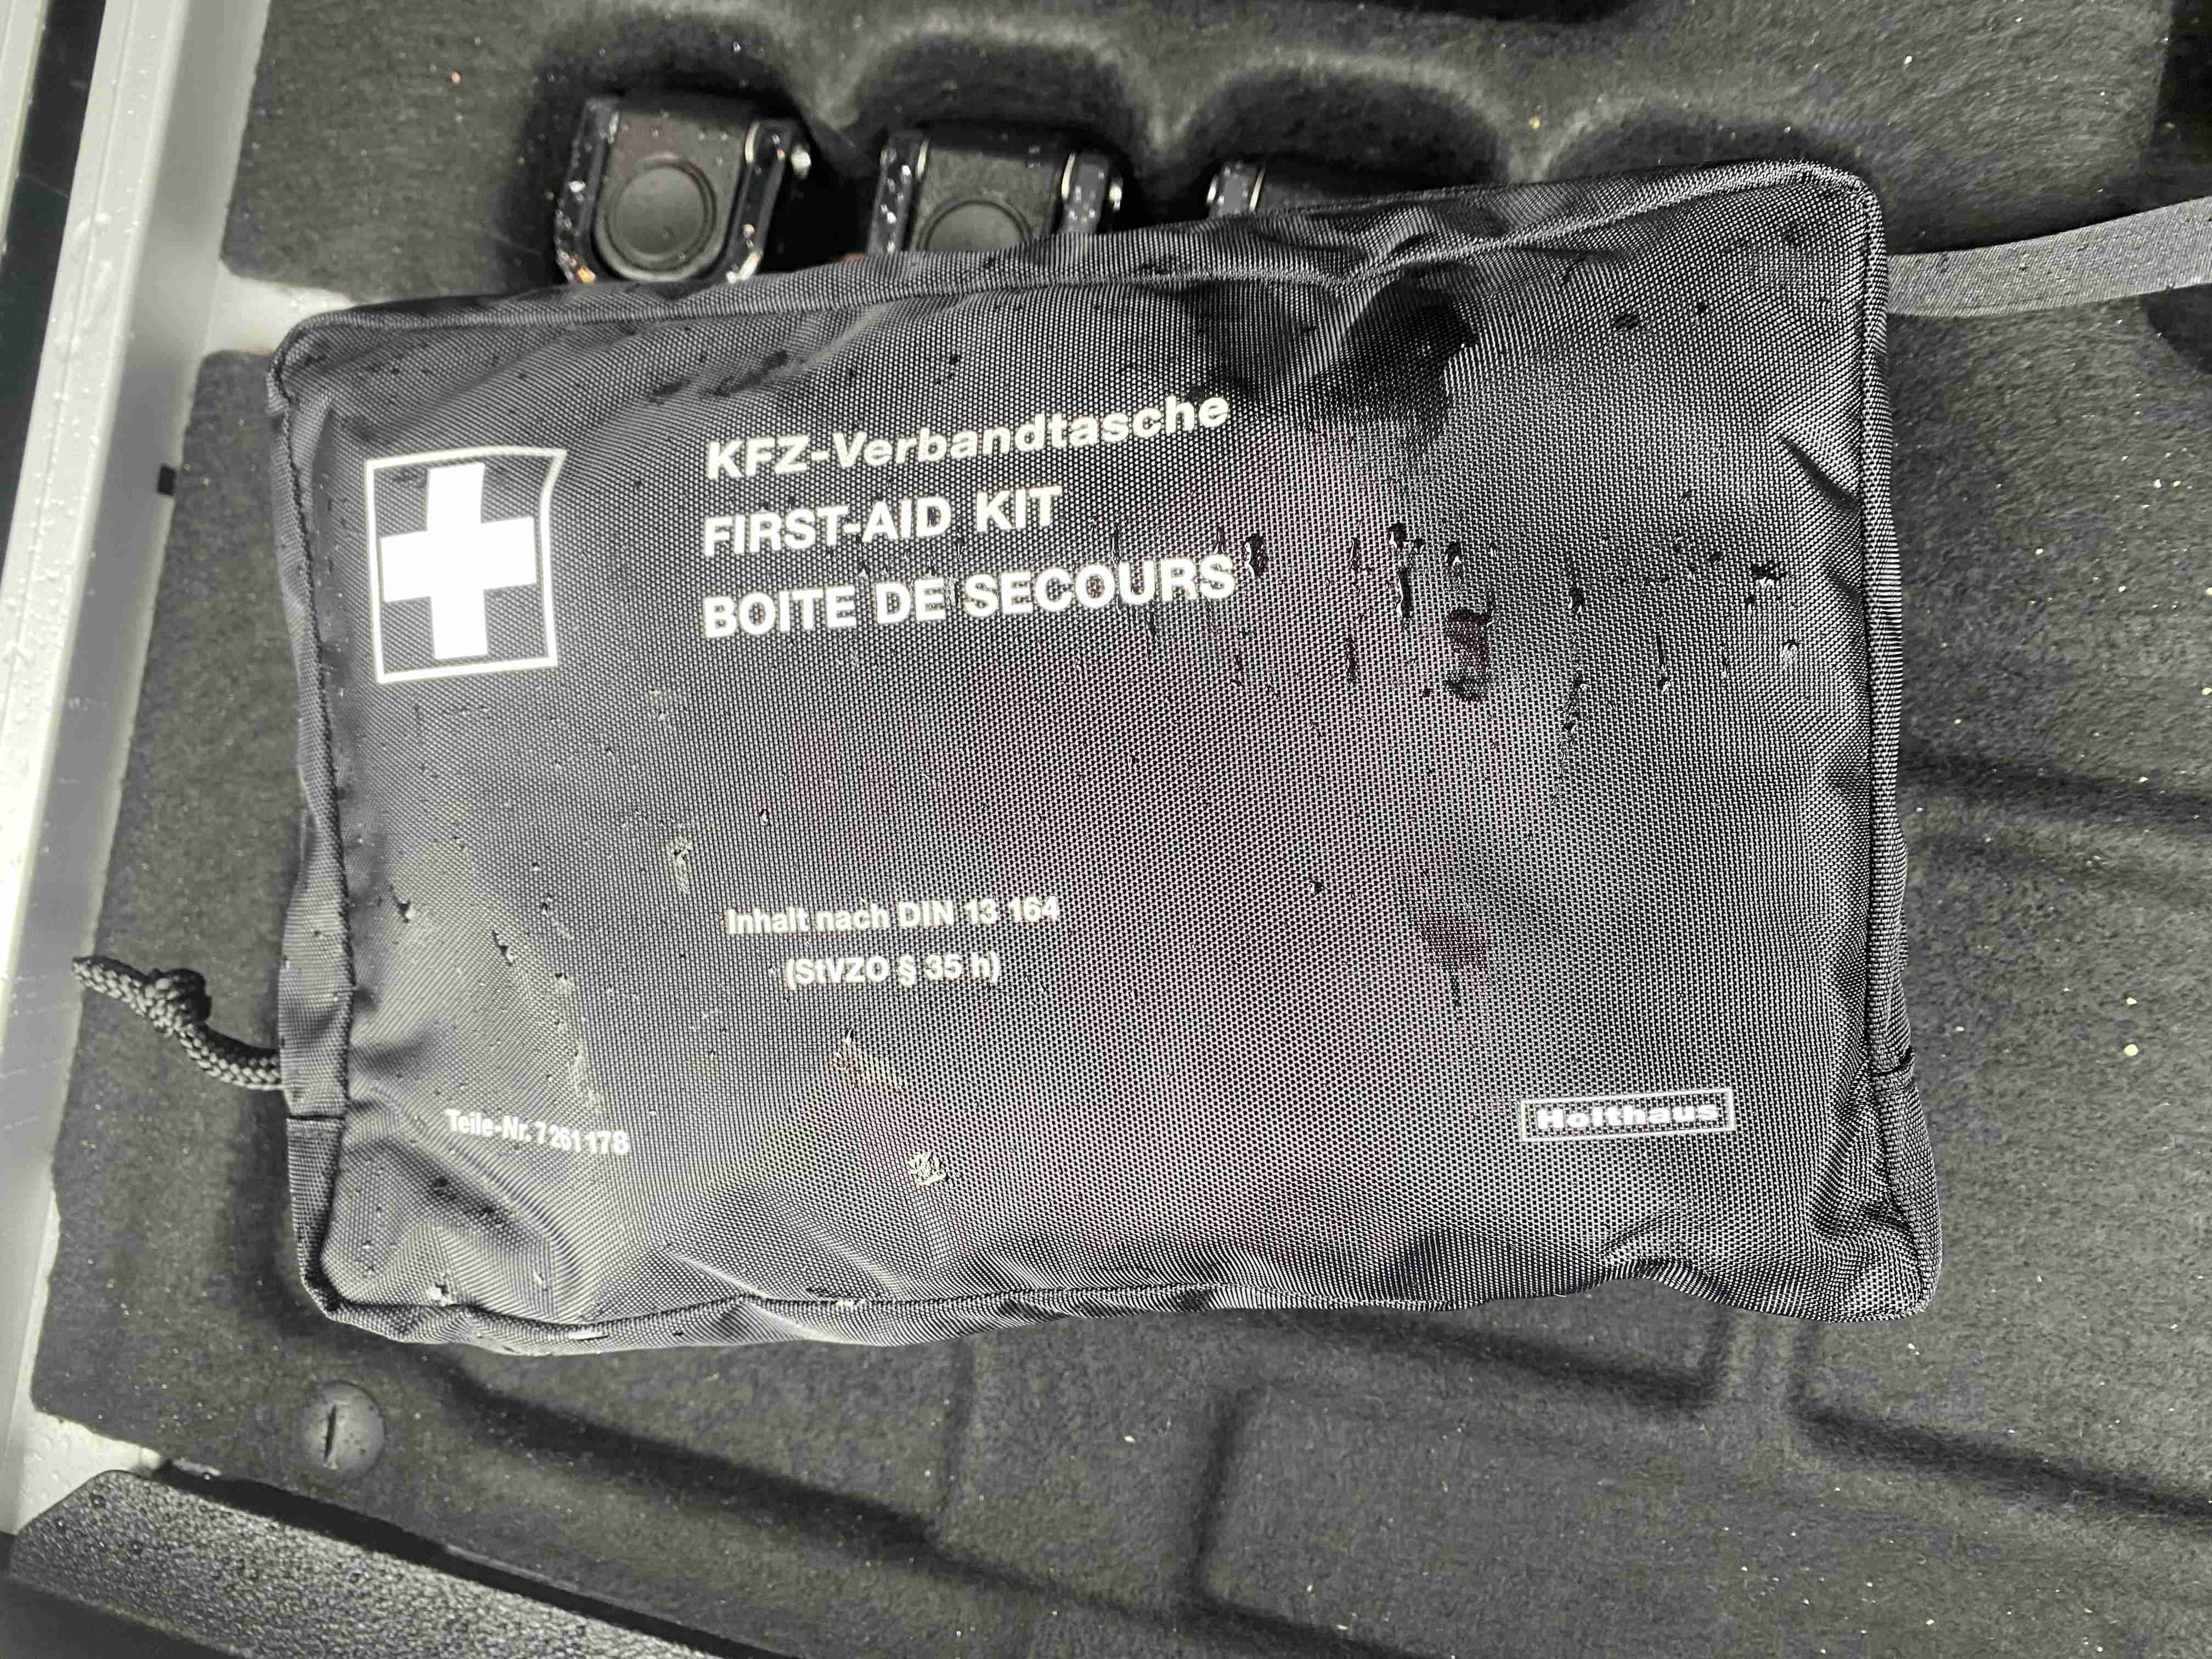 KFZ-Verbandtasche
FIRST-AID KIT
BOITE DE SECOURS
Inhalt nach DIN 13 164
(StVZO § 35 h)
Teile-Nr. 7 261 178
Holthaus